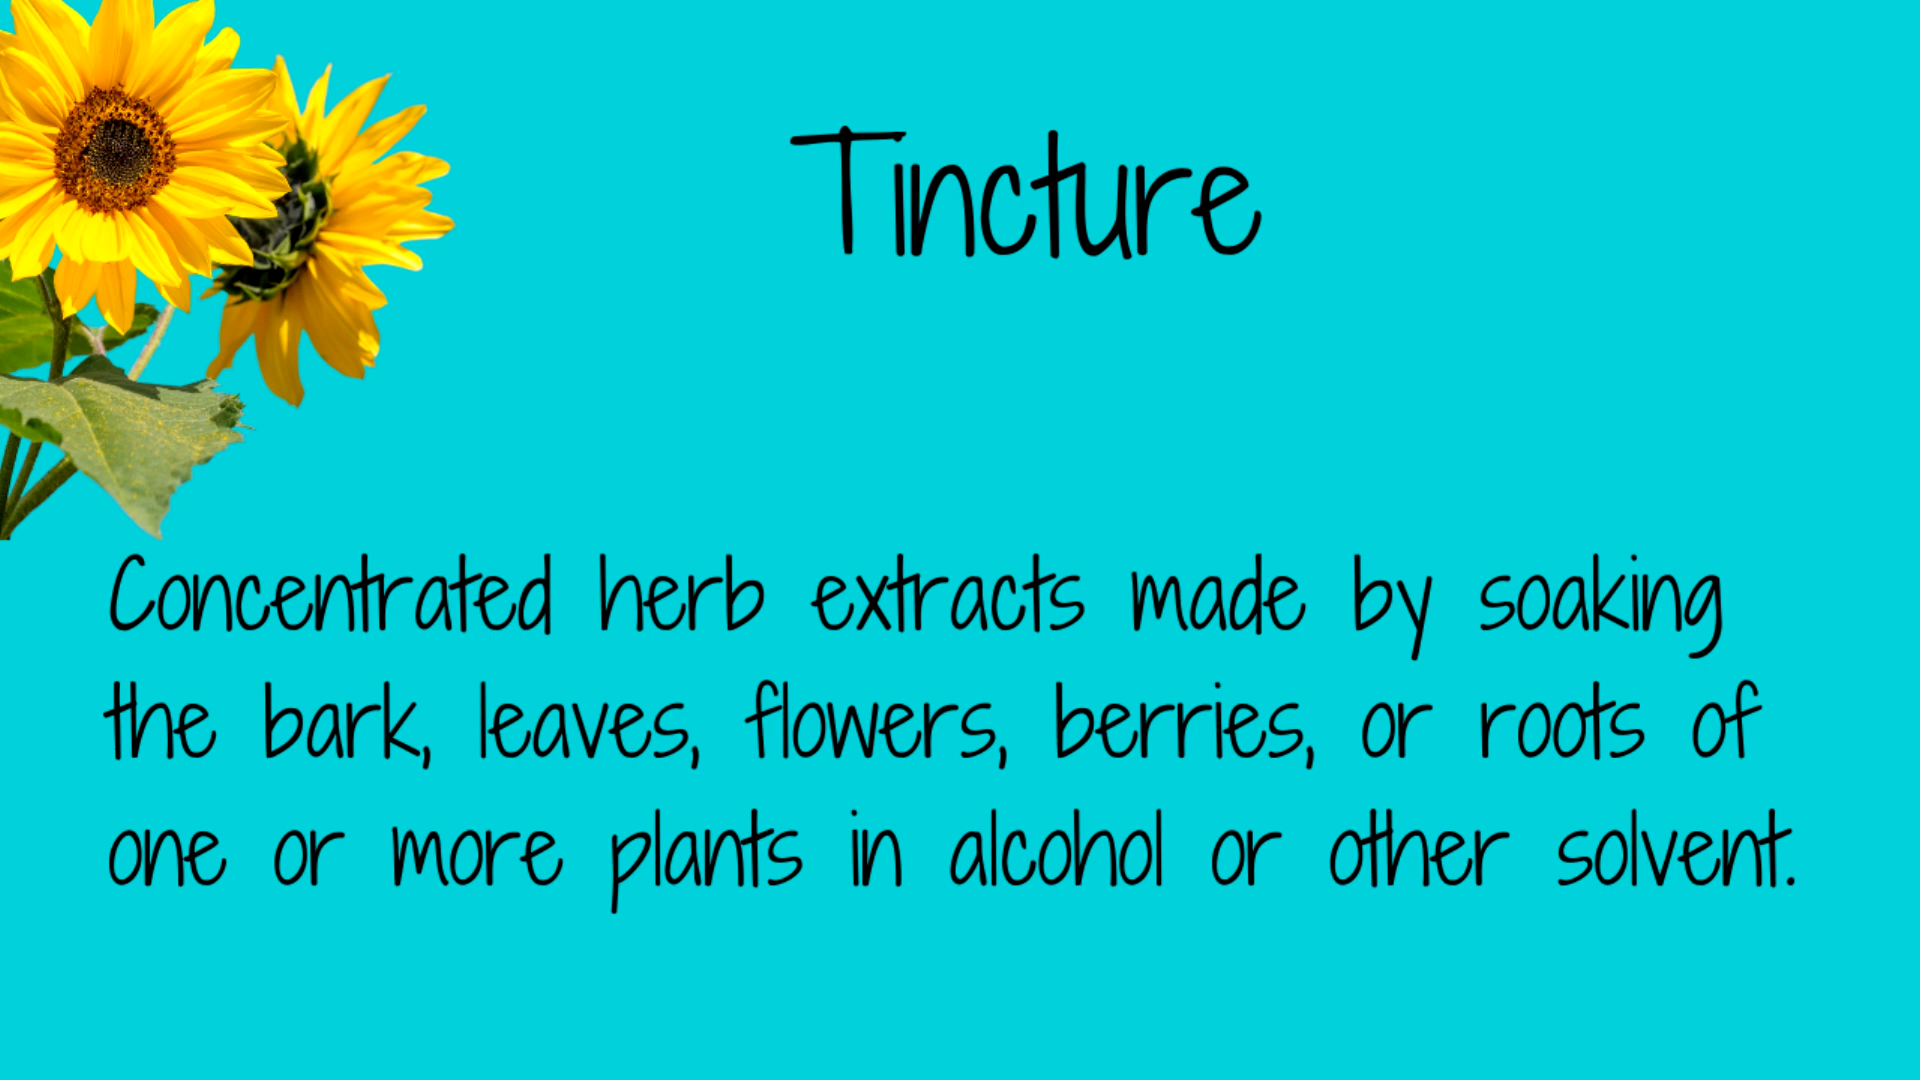 Tincture
Concentrated herb extracts made by soaking
the bark, leaves, flowers, berries, or roots of
one or more plants in alcohol or other solvent.